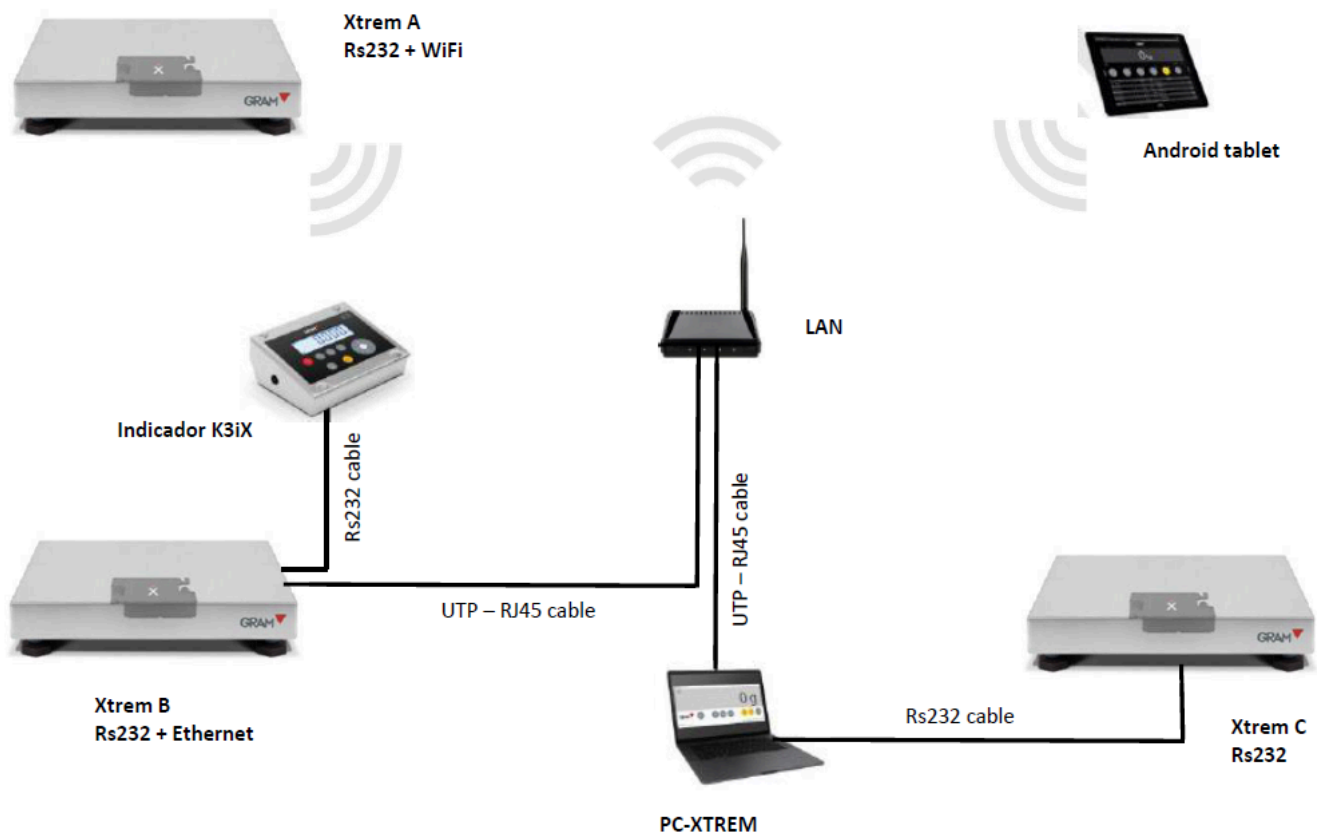 Xtrem A
Rs232 + WiFi
GRAM
Android tablet
LAN
Indicador K3iX
Rs232 cable
UTP – RJ45 cable
UTP – RJ45 cable
GRAM
GRAM
Xtrem B
Rs232 + Ethernet
0g
Rs232 cable
Xtrem C
Rs232
PC-XTREM